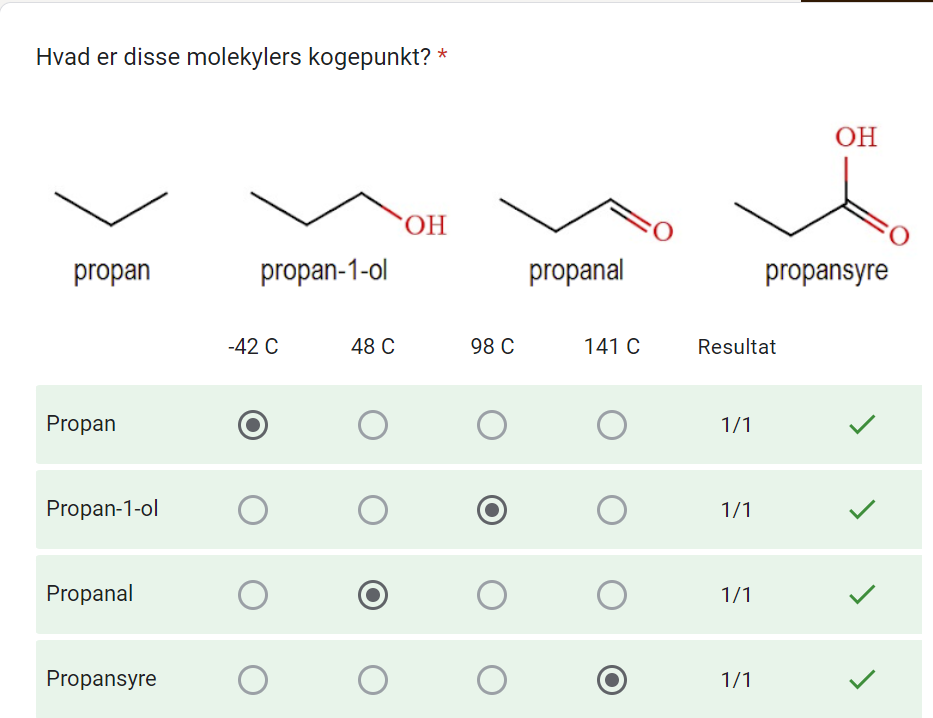 Hvad er disse molekylers kogepunkt? *
OH
OH
O
O
propan propan-1-ol propanal propansyre
-42 C 48 C 98 C 141 C Resultat
Propan 1/1
Propan-1-ol 1/1
Propanal 1/1
Propansyre 1/1